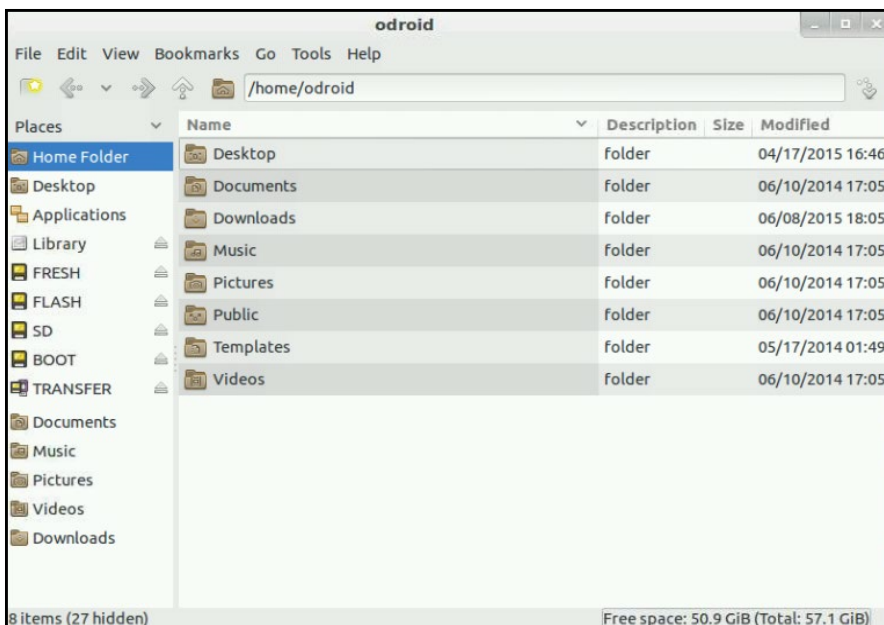 odroid
File Edit View Bookmarks Go Tools Help
/home/odroid
Places Name Description Size Modified
Home Folder Desktop folder 04/17/2015 16:46
Desktop Documents folder 06/10/2014 17:05
Applications Downloads folder 06/08/2015 18:05
Library Music folder 06/10/2014 17:05
FRESH Pictures folder 06/10/2014 17:05
FLASH Public folder 06/10/2014 17:05
SD Templates folder 05/17/2014 01:49
BOOT Videos folder 06/10/2014 17:05
TRANSFER
Documents
Music
Pictures
Videos
Downloads
8 items (27 hidden) Free space: 50.9 GiB (Total: 57.1 GiB)